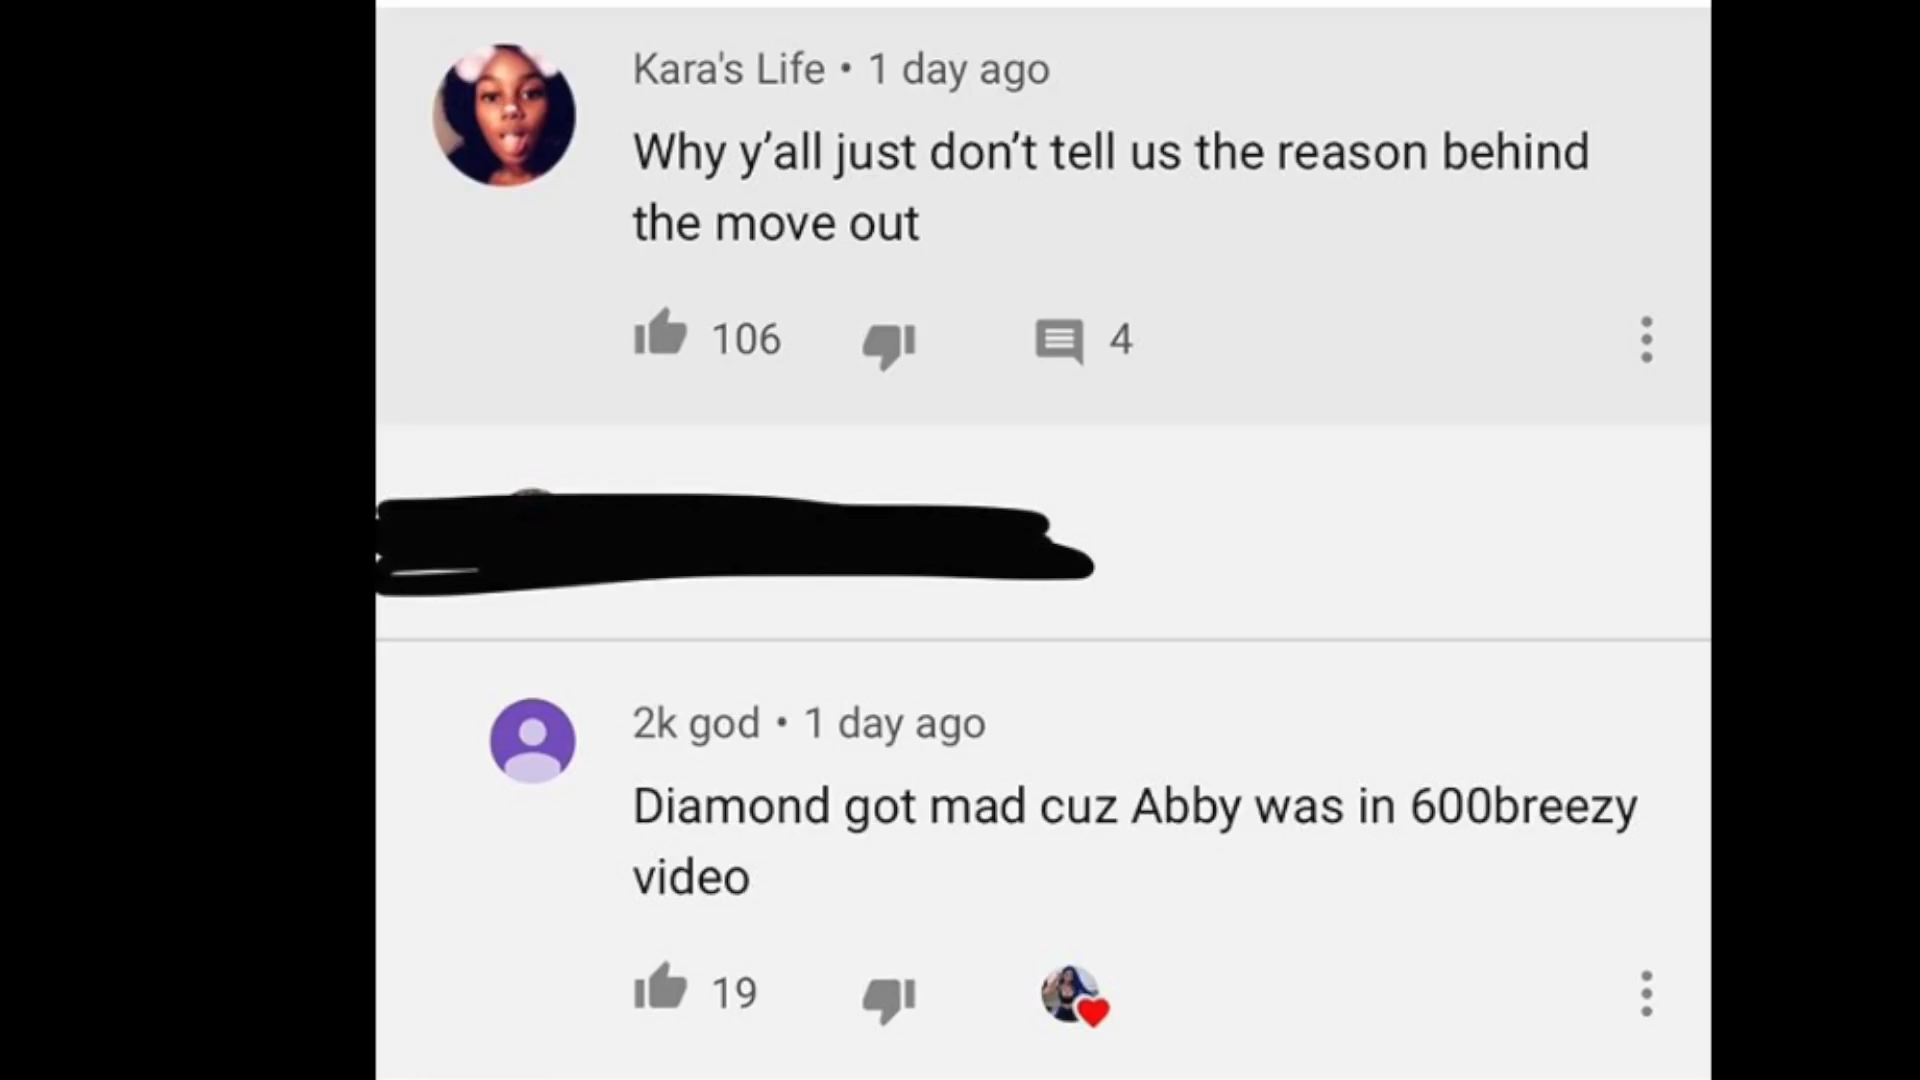 Kara's Life • 1 day ago
Why y’all just don’t tell us the reason behind
the move out
106 4
2k god • 1 day ago
Diamond got mad cuz Abby was in 600breezy
video
19